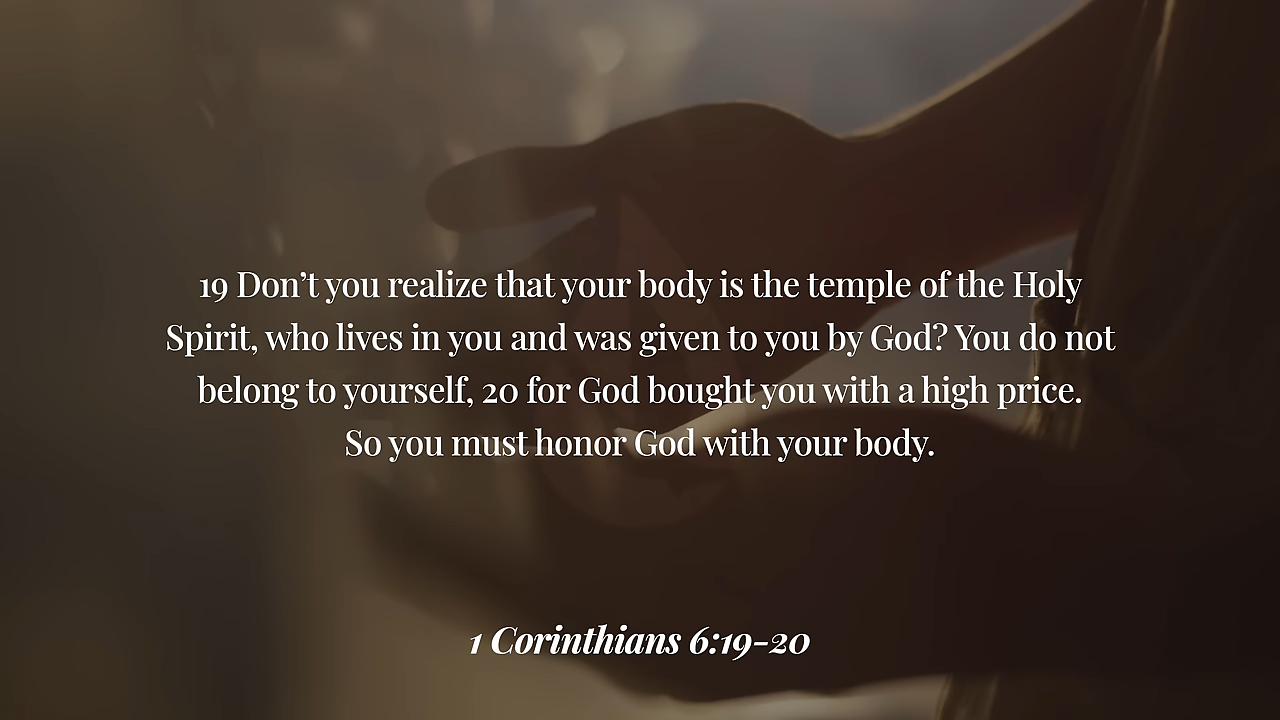 19 Don’t you realize that your body is the temple of the Holy
Spirit, who lives in you and was given to you by God? You do not
belong to yourself, 20 for God bought you with a high price.
So you must honor God with your body.
1 Corinthians 6:19-20